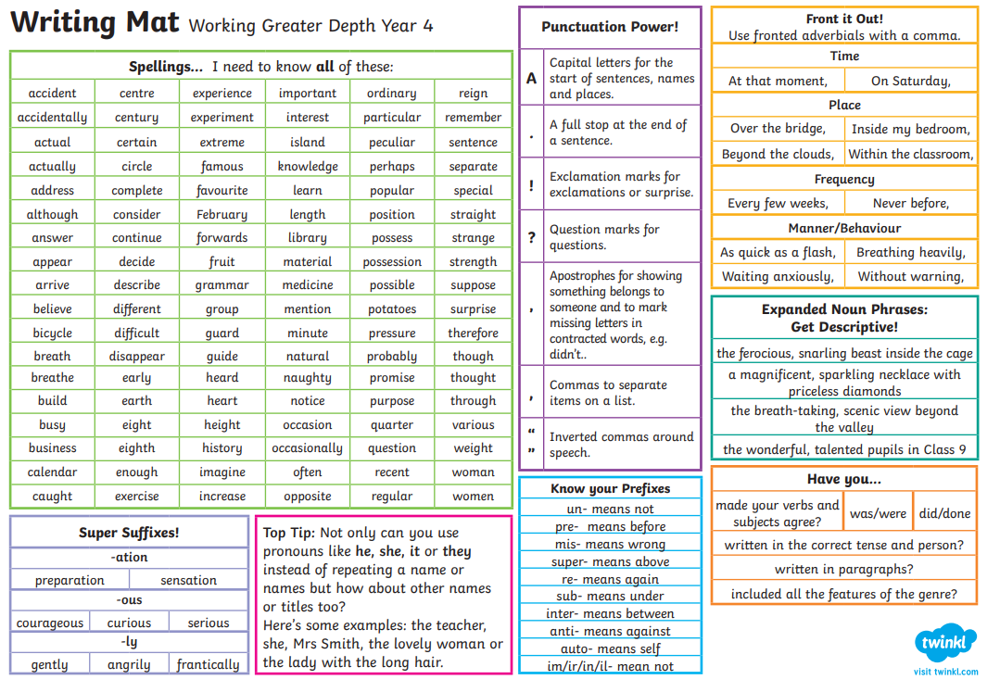 Writing Mat Working Greater Depth Year 4
Spellings... I need to know all of these:
accident centre experience important ordinary reign
accidentally century experiment interest particular remember
actual certain extreme island peculiar sentence
actually circle famous knowledge perhaps separate
address complete favourite learn popular special
although consider February length position straight
answer continue forwards library possess strange
appear decide fruit material possession strength
arrive describe grammar medicine possible suppose
believe different group mention potatoes surprise
bicycle difficult guard minute pressure therefore
breath disappear guide natural probably though
breathe early heard naughty promise thought
build earth heart notice purpose through
busy eight height occasion quarter various
business eighth history occasionally question weight
calendar enough imagine often recent woman
caught exercise increase opposite regular women
Super Suffixes!
-ation
preparation sensation
-ous
courageous curious serious
-ly
gently angrily frantically
Top Tip: Not only can you use
pronouns like he, she, it or they
instead of repeating a name or
names but how about other names
or titles too?
Here's some examples: the teacher,
she, Mrs Smith, the lovely woman or
the lady with the long hair.
Punctuation Power!
A
Capital letters for the
start of sentences, names
and places.
.
A full stop at the end of
a sentence.
!
Exclamation marks for
exclamations or surprise.
?
Question marks for
questions.
,
Apostrophes for showing
something belongs to
someone and to mark
missing letters in
contracted words, e.g.
didn't..
,
Commas to separate
items on a list.
“
”
Inverted commas around
speech.
Know your Prefixes
un- means not
pre- means before
mis- means wrong
super- means above
re- means again
sub- means under
inter- means between
anti- means against
auto- means self
im/ir/in/il- mean not
Front it Out!
Use fronted adverbials with a comma.
Time
At that moment, On Saturday,
Place
Over the bridge, Inside my bedroom,
Beyond the clouds, Within the classroom,
Frequency
Every few weeks, Never before,
Manner/Behaviour
As quick as a flash, Breathing heavily,
Waiting anxiously, Without warning,
Expanded Noun Phrases:
Get Descriptive!
the ferocious, snarling beast inside the cage
a magnificent, sparkling necklace with
priceless diamonds
the breath-taking, scenic view beyond
the valley
the wonderful, talented pupils in Class 9
Have you...
made your verbs and
subjects agree?
was/were
did/done
written in the correct tense and person?
written in paragraphs?
included all the features of the genre?
twinkl
visit twinkl.com